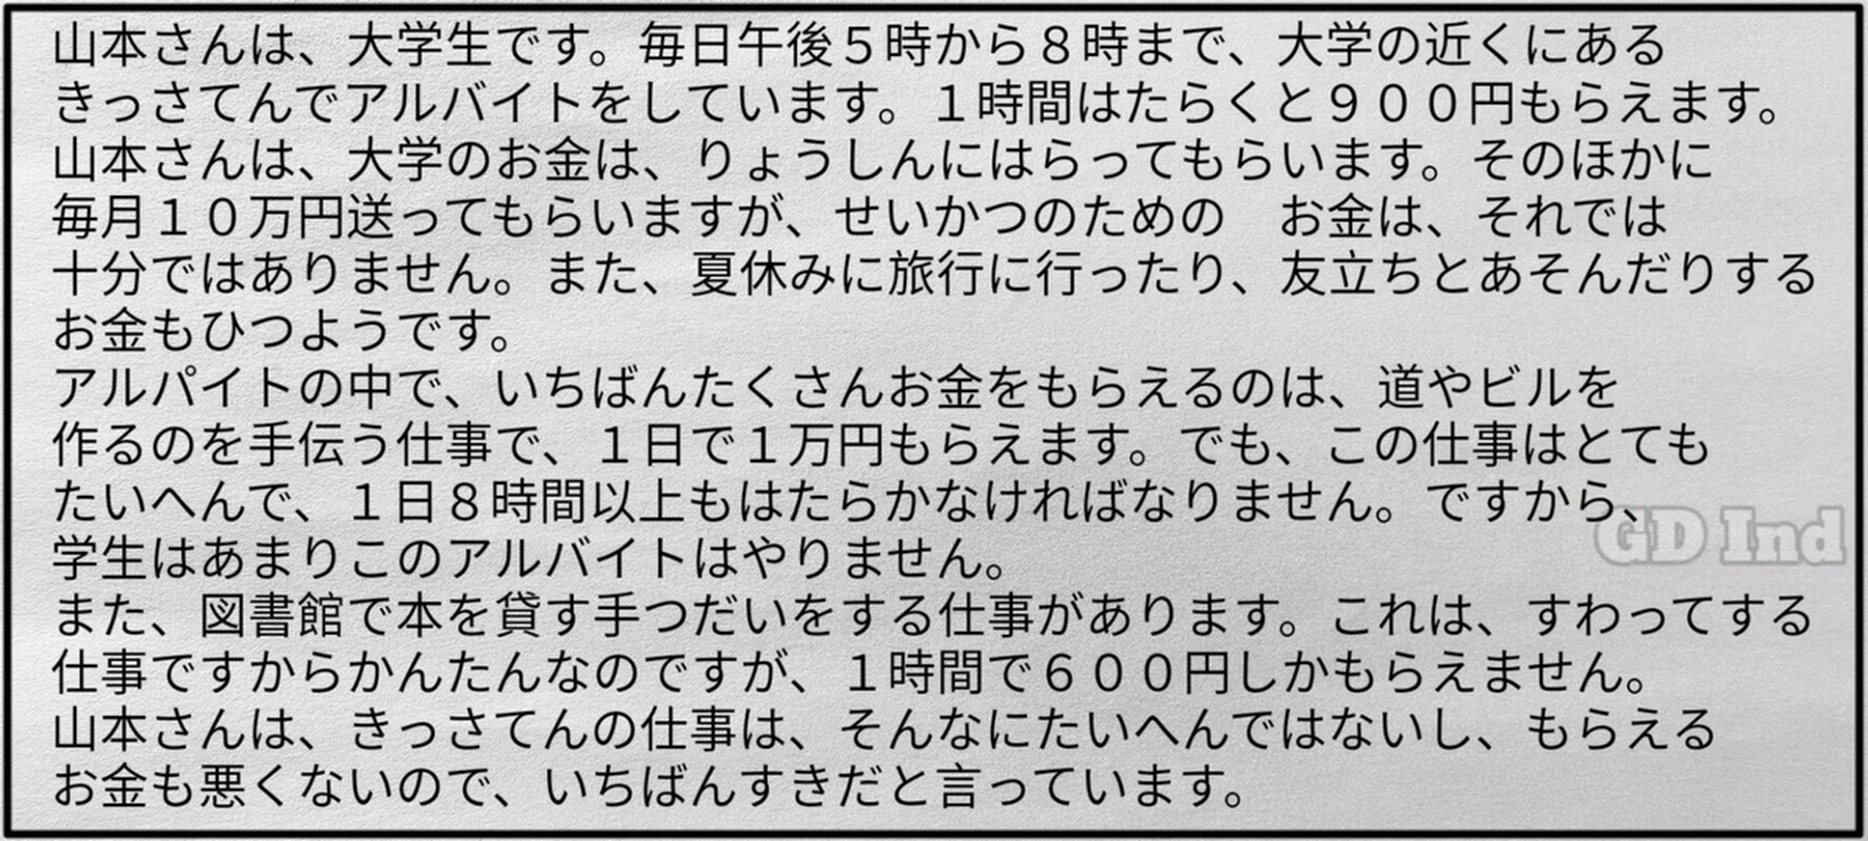 山本さんは、大学生です。毎日午後５時から８時まで、大学の近くにある
きっさてんでアルバイトをしています。１時間はたらくと９００円もらえます。
山本さんは、大学のお金は、りょうしんにはらってもらいます。そのほかに
毎月１０万円送ってもらいますが、せいかつのための　お金は、それでは
十分ではありません。また、夏休みに旅行に行ったり、友立ちとあそんだりする
お金もひつようです。
アルパイトの中で、いちばんたくさんお金をもらえるのは、道やビルを
作るのを手伝う仕事で、１日で１万円もらえます。でも、この仕事はとても
たいへんで、１日８時間以上もはたらかなければなりません。ですから、
学生はあまりこのアルバイトはやりません。
また、図書館で本を貸す手つだいをする仕事があります。これは、すわってする
仕事ですからかんたんなのですが、１時間で６００円しかもらえません。
山本さんは、きっさてんの仕事は、そんなにたいへんではないし、もらえる
お金も悪くないので、いちばんすきだと言っています。
GD Ind